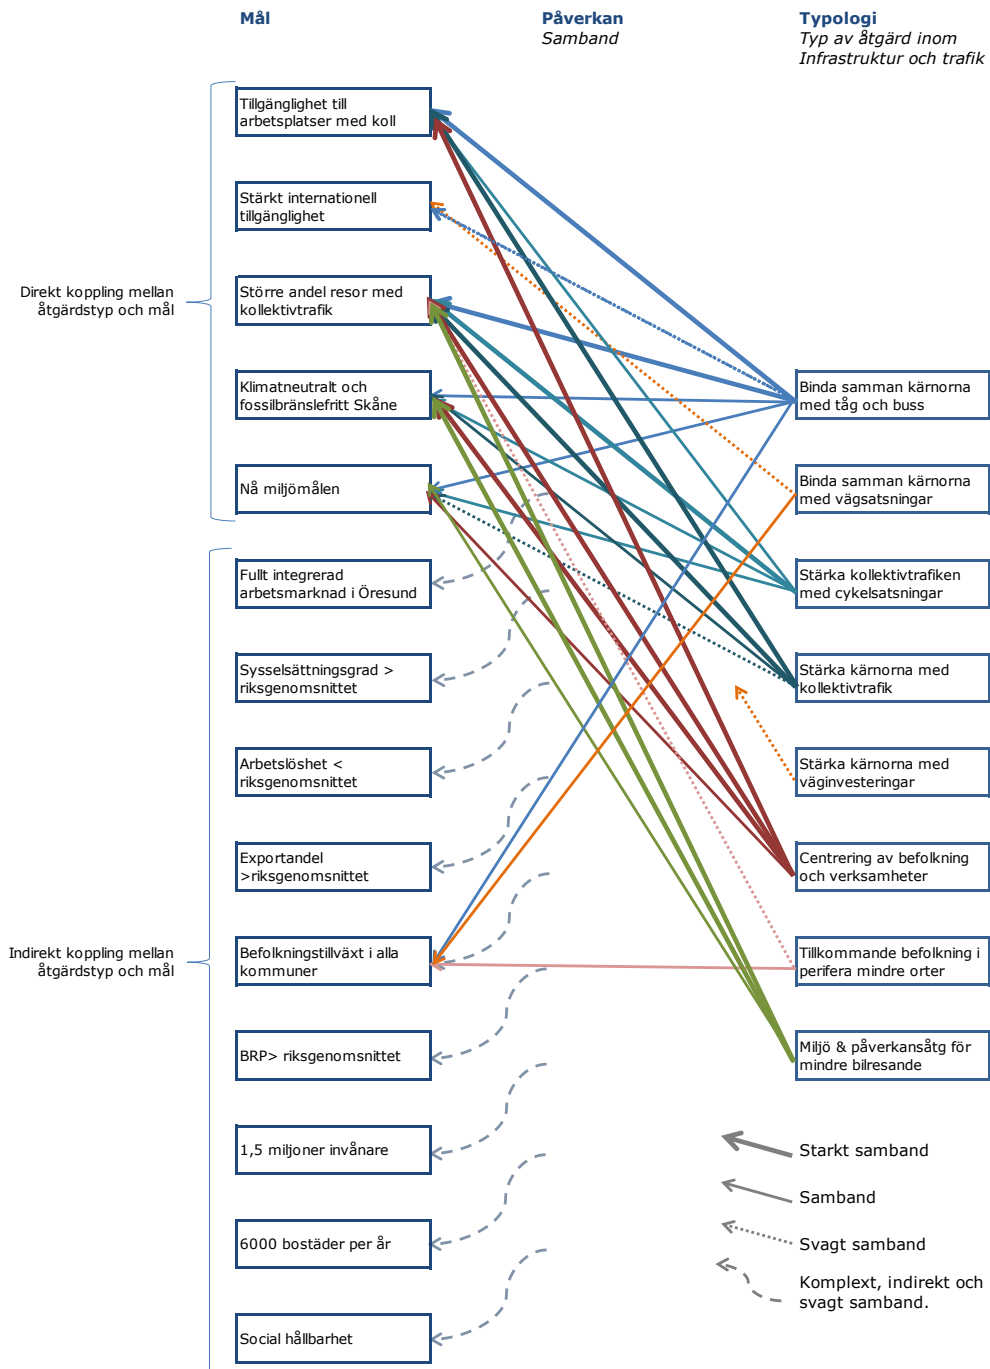 Mål
Påverkan
Samband
Typologi
Typ av åtgärd inom
Infrastruktur och trafik
Direkt koppling mellan
åtgärdstyp och mål
Tillgänglighet till
arbetsplatser med koll
Stärkt internationell
tillgänglighet
Större andel resor med
kollektivtrafik
Klimatneutralt och
fossilbränslefritt Skåne
Nå miljömålen
Indirekt koppling mellan
åtgärdstyp och mål
Fullt integrerad
arbetsmarknad i Öresund
Sysselsättningsgrad >
riksgenomsnittet
Arbetslöshet <
riksgenomsnittet
Exportandel
>riksgenomsnittet
Befolkningstillväxt i alla
kommuner
BRP> riksgenomsnittet
1,5 miljoner invånare
6000 bostäder per år
Social hållbarhet
Binda samman kärnorna
med tåg och buss
Binda samman kärnorna
med vägsatsningar
Stärka kollektivtrafiken
med cykelsatsningar
Stärka kärnorna med
kollektivtrafik
Stärka kärnorna med
väginvesteringar
Centrering av befolkning
och verksamheter
Tillkommande befolkning i
perifera mindre orter
Miljö & påverkansåtg för
mindre bilresande
Starkt samband
Samband
Svagt samband
Komplext, indirekt och
svagt samband.